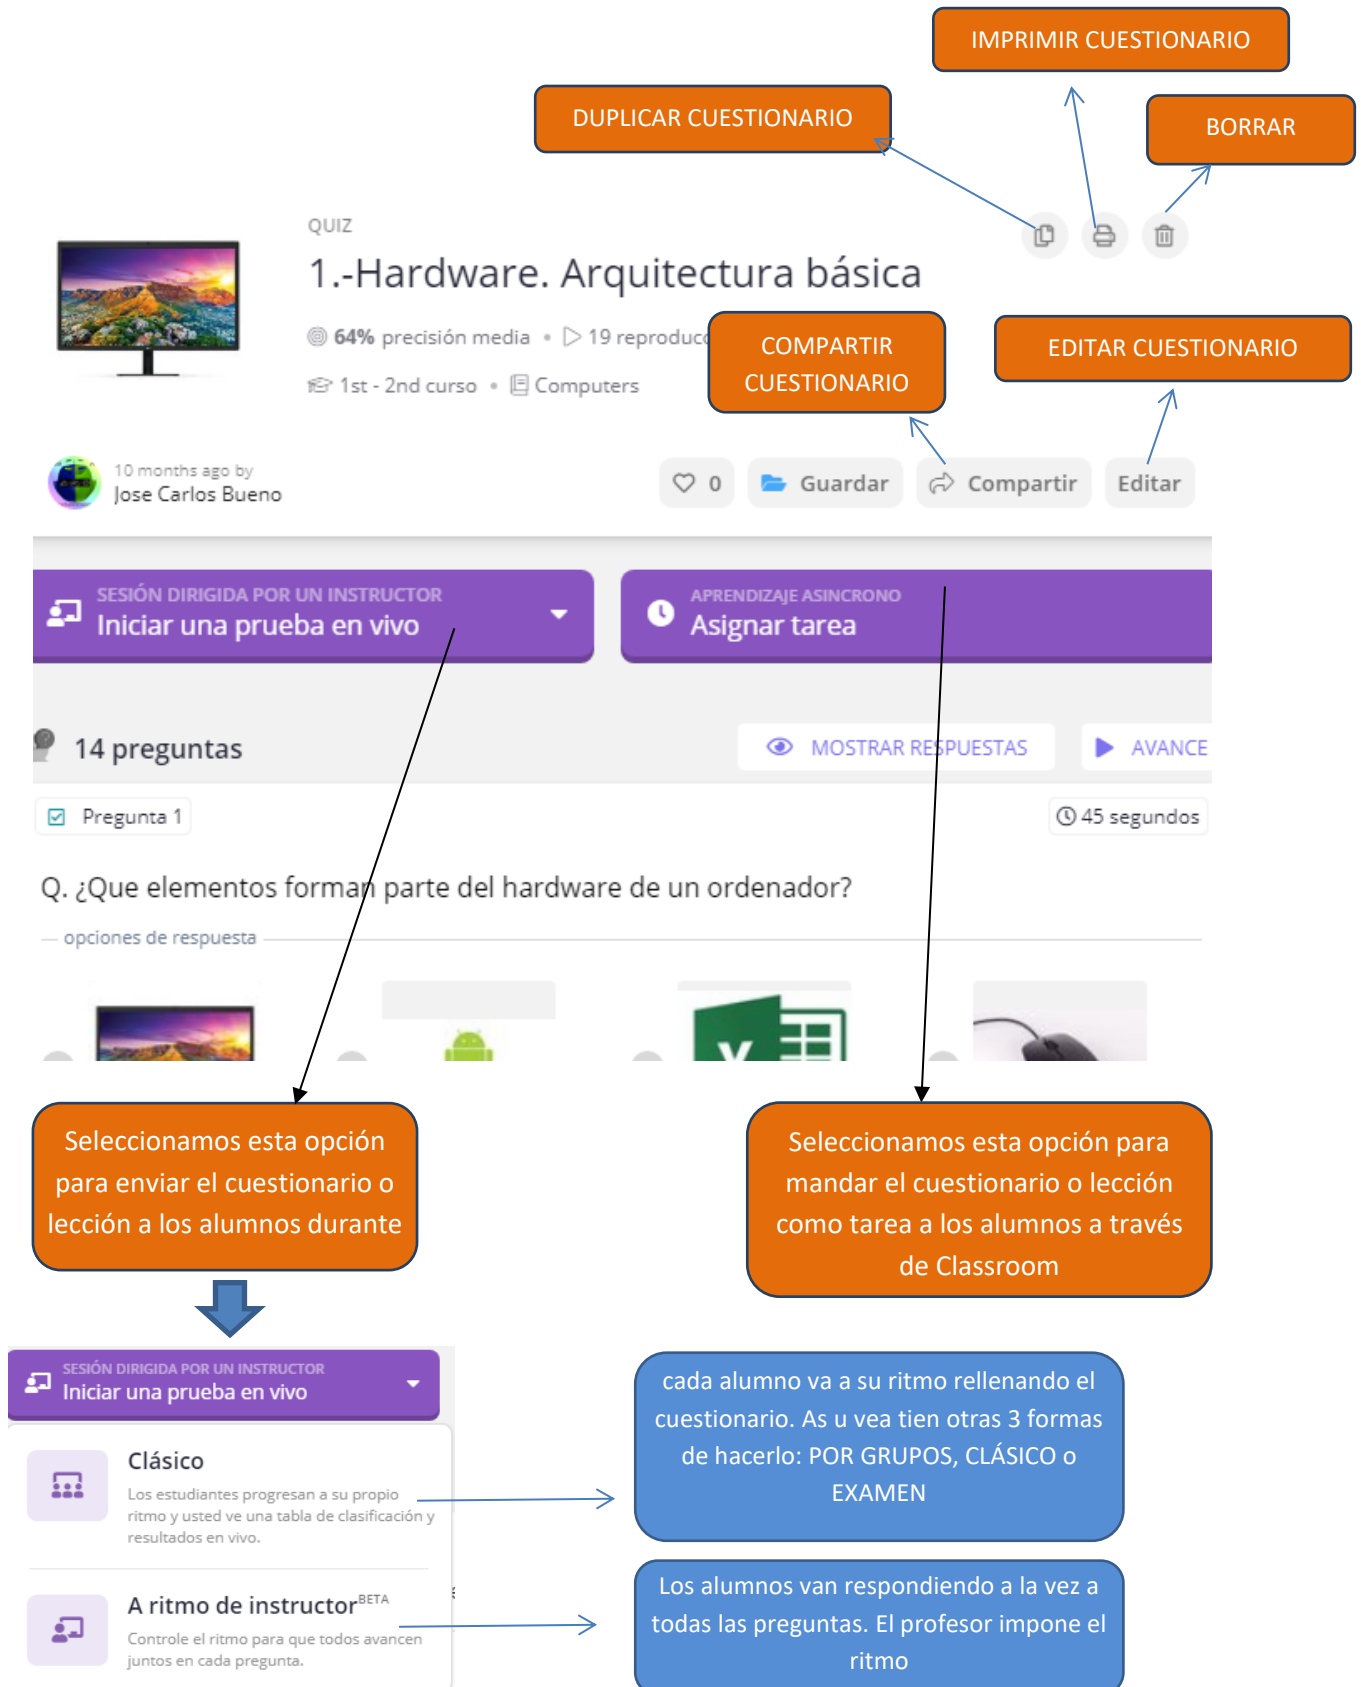 IMPRIMIR CUESTIONARIO
DUPLICAR CUESTIONARIO
BORRAR
QUIZ
1.-Hardware. Arquitectura básica
64% precisión media • 19 reproducc
COMPARTIR
CUESTIONARIO
EDITAR CUESTIONARIO
1st - 2nd curso • Computers
10 months ago by
Jose Carlos Bueno
0
Guardar
Compartir
Editar
SESIÓN DIRIGIDA POR UN INSTRUCTOR
Iniciar una prueba en vivo
APRENDIZAJE ASINCRONO
Asignar tarea
14 preguntas
MOSTRAR RESPUESTAS
AVANCE
Pregunta 1
45 segundos
Q. ¿Que elementos forman parte del hardware de un ordenador?
opciones de respuesta
Seleccionamos esta opción
para enviar el cuestionario o
lección a los alumnos durante
Seleccionamos esta opción para
mandar el cuestionario o lección
como tarea a los alumnos a través
de Classroom
SESIÓN DIRIGIDA POR UN INSTRUCTOR
Iniciar una prueba en vivo
Clásico
Los estudiantes progresan a su propio
ritmo y usted ve una tabla de clasificación y
resultados en vivo.
cada alumno va a su ritmo rellenando el
cuestionario. As u vea tien otras 3 formas
de hacerlo: POR GRUPOS, CLÁSICO o
EXAMEN
A ritmo de instructor BETA
Controle el ritmo para que todos avancen
juntos en cada pregunta.
Los alumnos van respondiendo a la vez a
todas las preguntas. El profesor impone el
ritmo